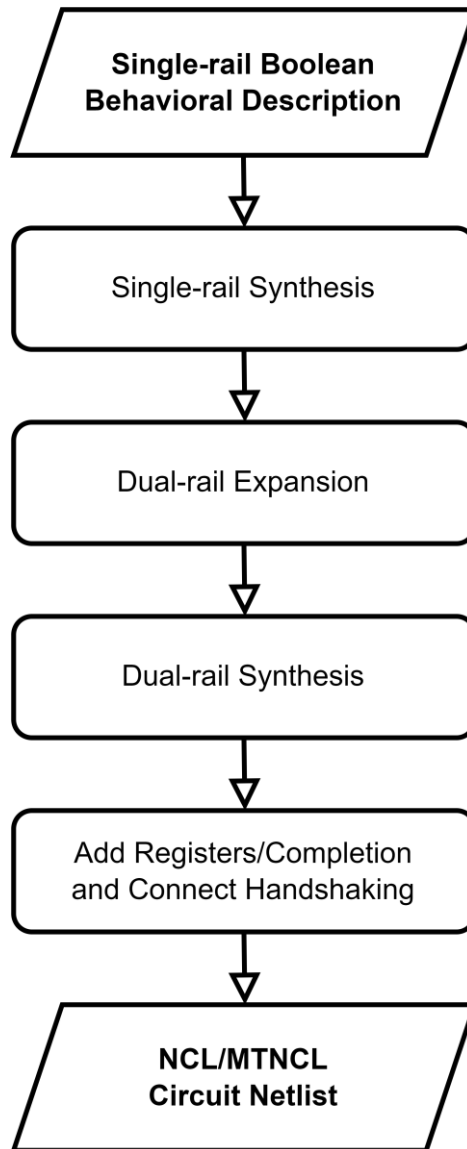 Single-rail Boolean
Behavioral Description
Single-rail Synthesis
Dual-rail Expansion
Dual-rail Synthesis
Add Registers/Completion
and Connect Handshaking
NCL/MTNCL
Circuit Netlist